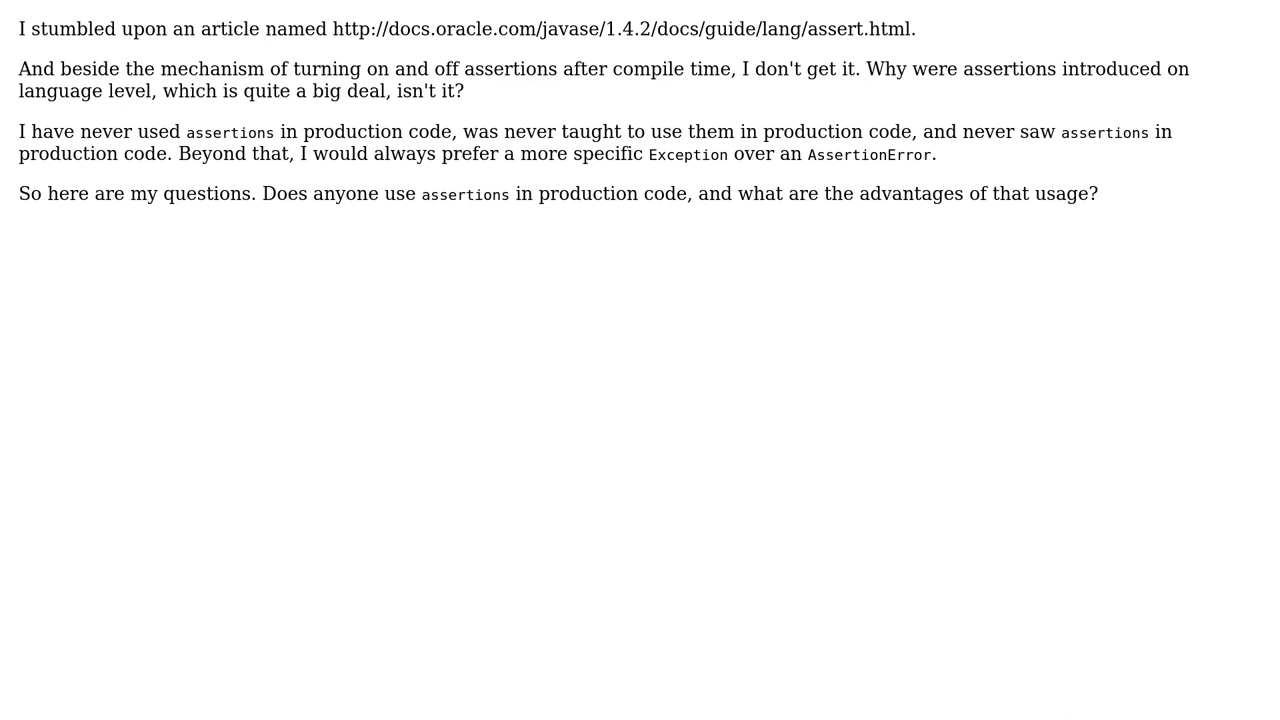 I stumbled upon an article named http://docs.oracle.com/javase/1.4.2/docs/guide/lang/assert.html.
And beside the mechanism of turning on and off assertions after compile time, I don't get it. Why were assertions introduced on
language level, which is quite a big deal, isn't it?
I have never used assertions in production code, was never taught to use them in production code, and never saw assertions in
production code. Beyond that, I would always prefer a more specific Exception over an AssertionError.
So here are my questions. Does anyone use assertions in production code, and what are the advantages of that usage?